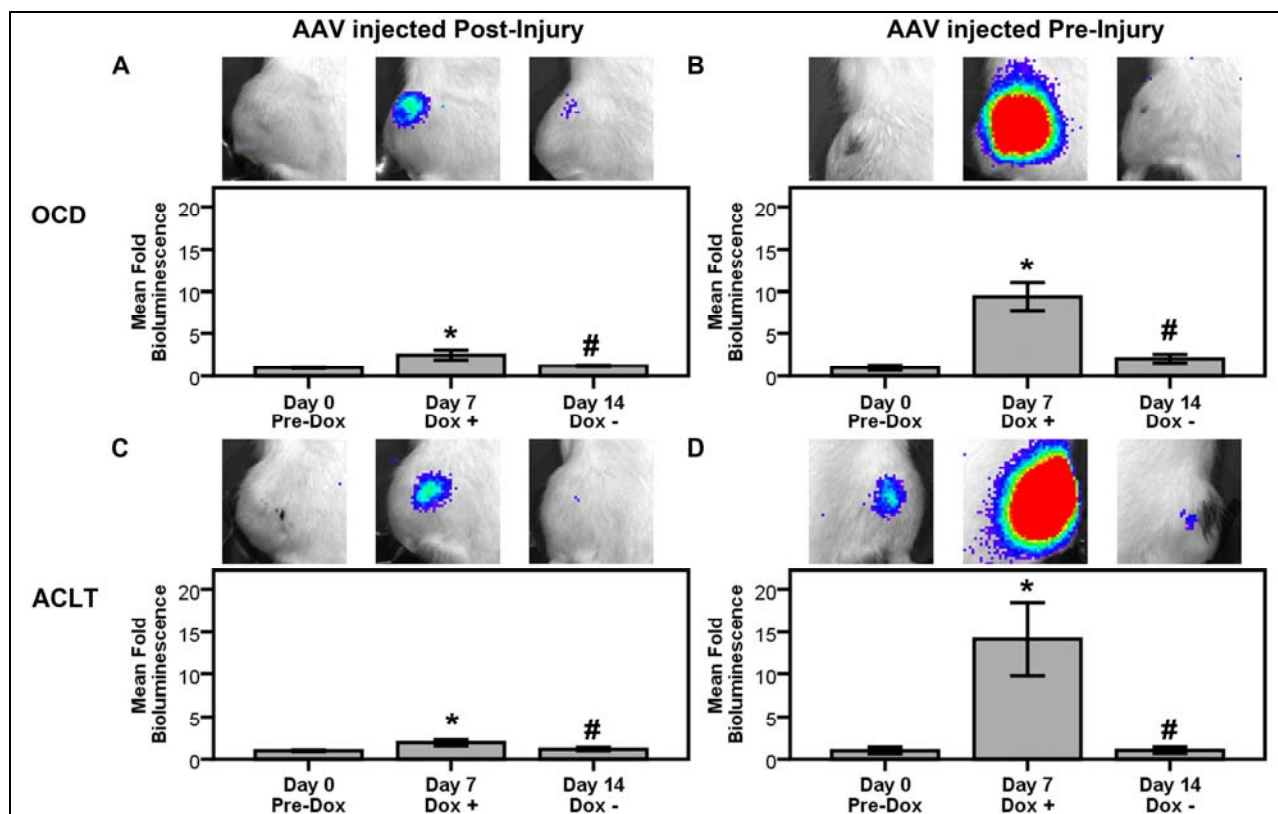 AAV injected Post-Injury
AAV injected Pre-Injury
A
B
OCD
Mean Fold
Bioluminescence
20
15
10
5
0
*
#
Day 0
Pre-Dox
Day 7
Dox +
Day 14
Dox -
Mean Fold
Bioluminescence
20
15
10
5
0
*
#
Day 0
Pre-Dox
Day 7
Dox +
Day 14
Dox -
C
D
ACLT
Mean Fold
Bioluminescence
20
15
10
5
0
*
#
Day 0
Pre-Dox
Day 7
Dox +
Day 14
Dox -
Mean Fold
Bioluminescence
20
15
10
5
0
*
#
Day 0
Pre-Dox
Day 7
Dox +
Day 14
Dox -